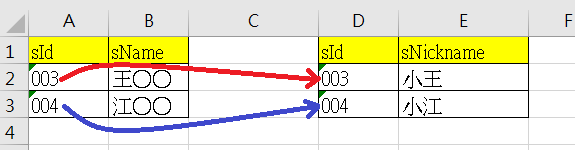 A B C D E F
1 sId sName sId sNickname
2 003 王〇〇 003 小王
3 004 江〇〇 004 小江
4